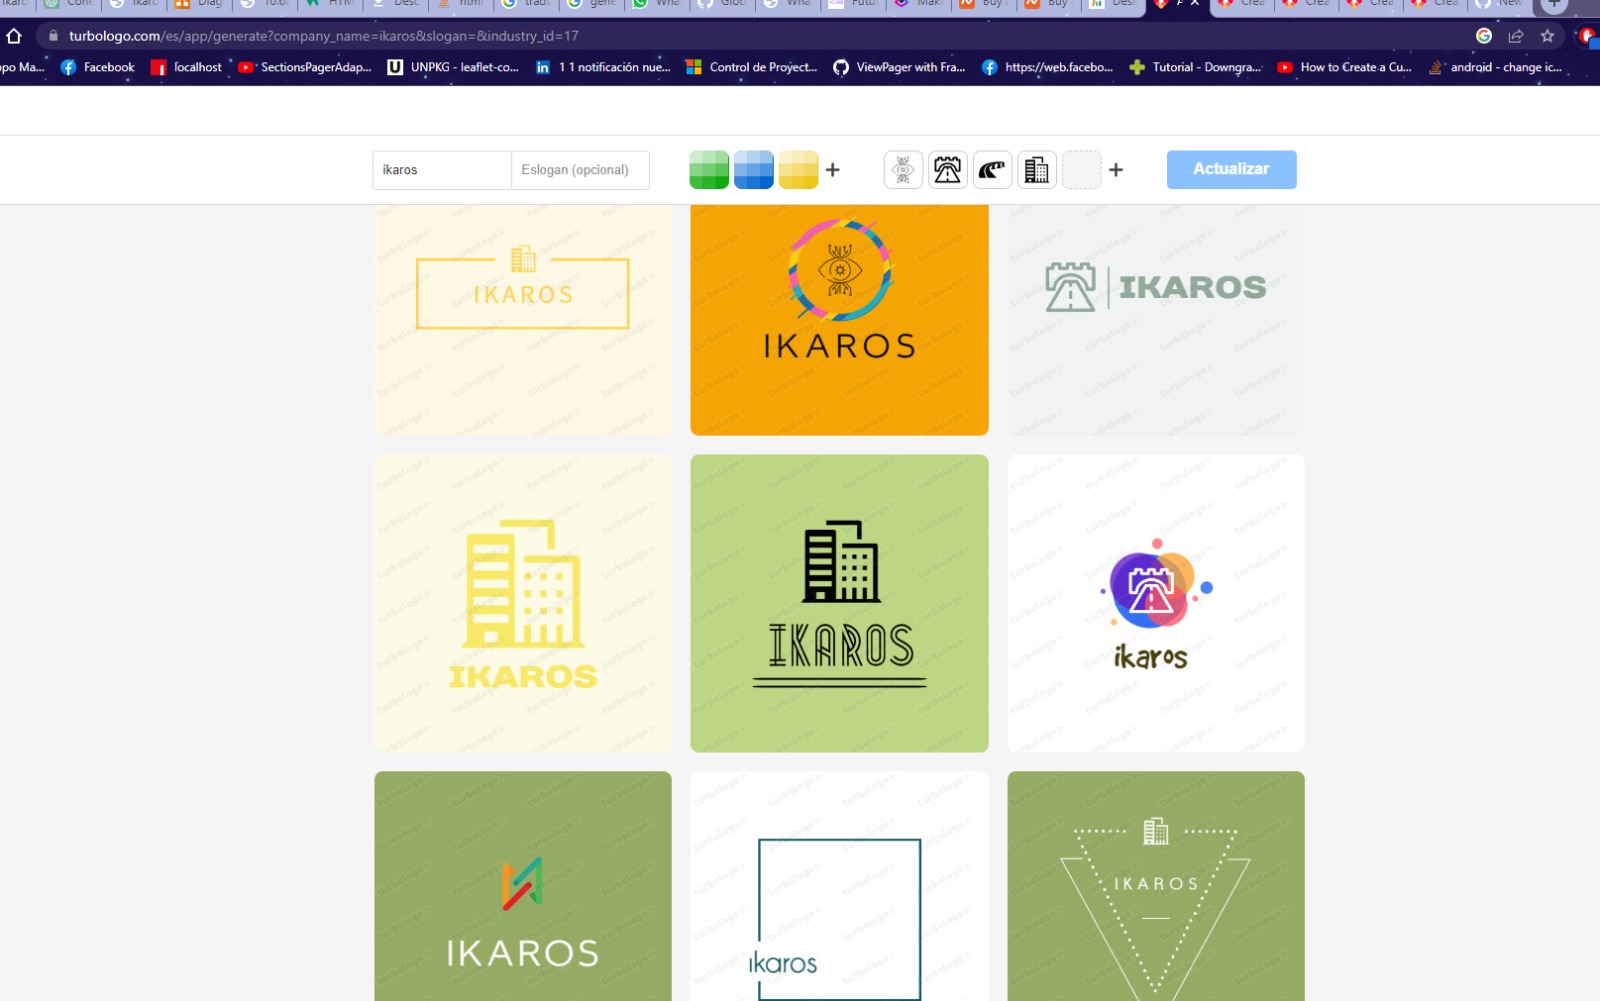 turbologo.com/es/app/generate?company_name=ikaros&slogan=&industry_id=17
ppo Ma... Facebook localhost SectionsPagerAdap... UNPKG - leaflet-co... 1 1 notificación nue... Control de Proyect... ViewPager with Fra... https://web.facebo... Tutorial - Downgra... How to Create a Cu... android - change ic...
ikaros Eslogan (opcional) Actualizar
IKAROS
IKAROS
IKAROS
IKAROS
IKAROS
ikaros
IKAROS
ikaros
IKAROS